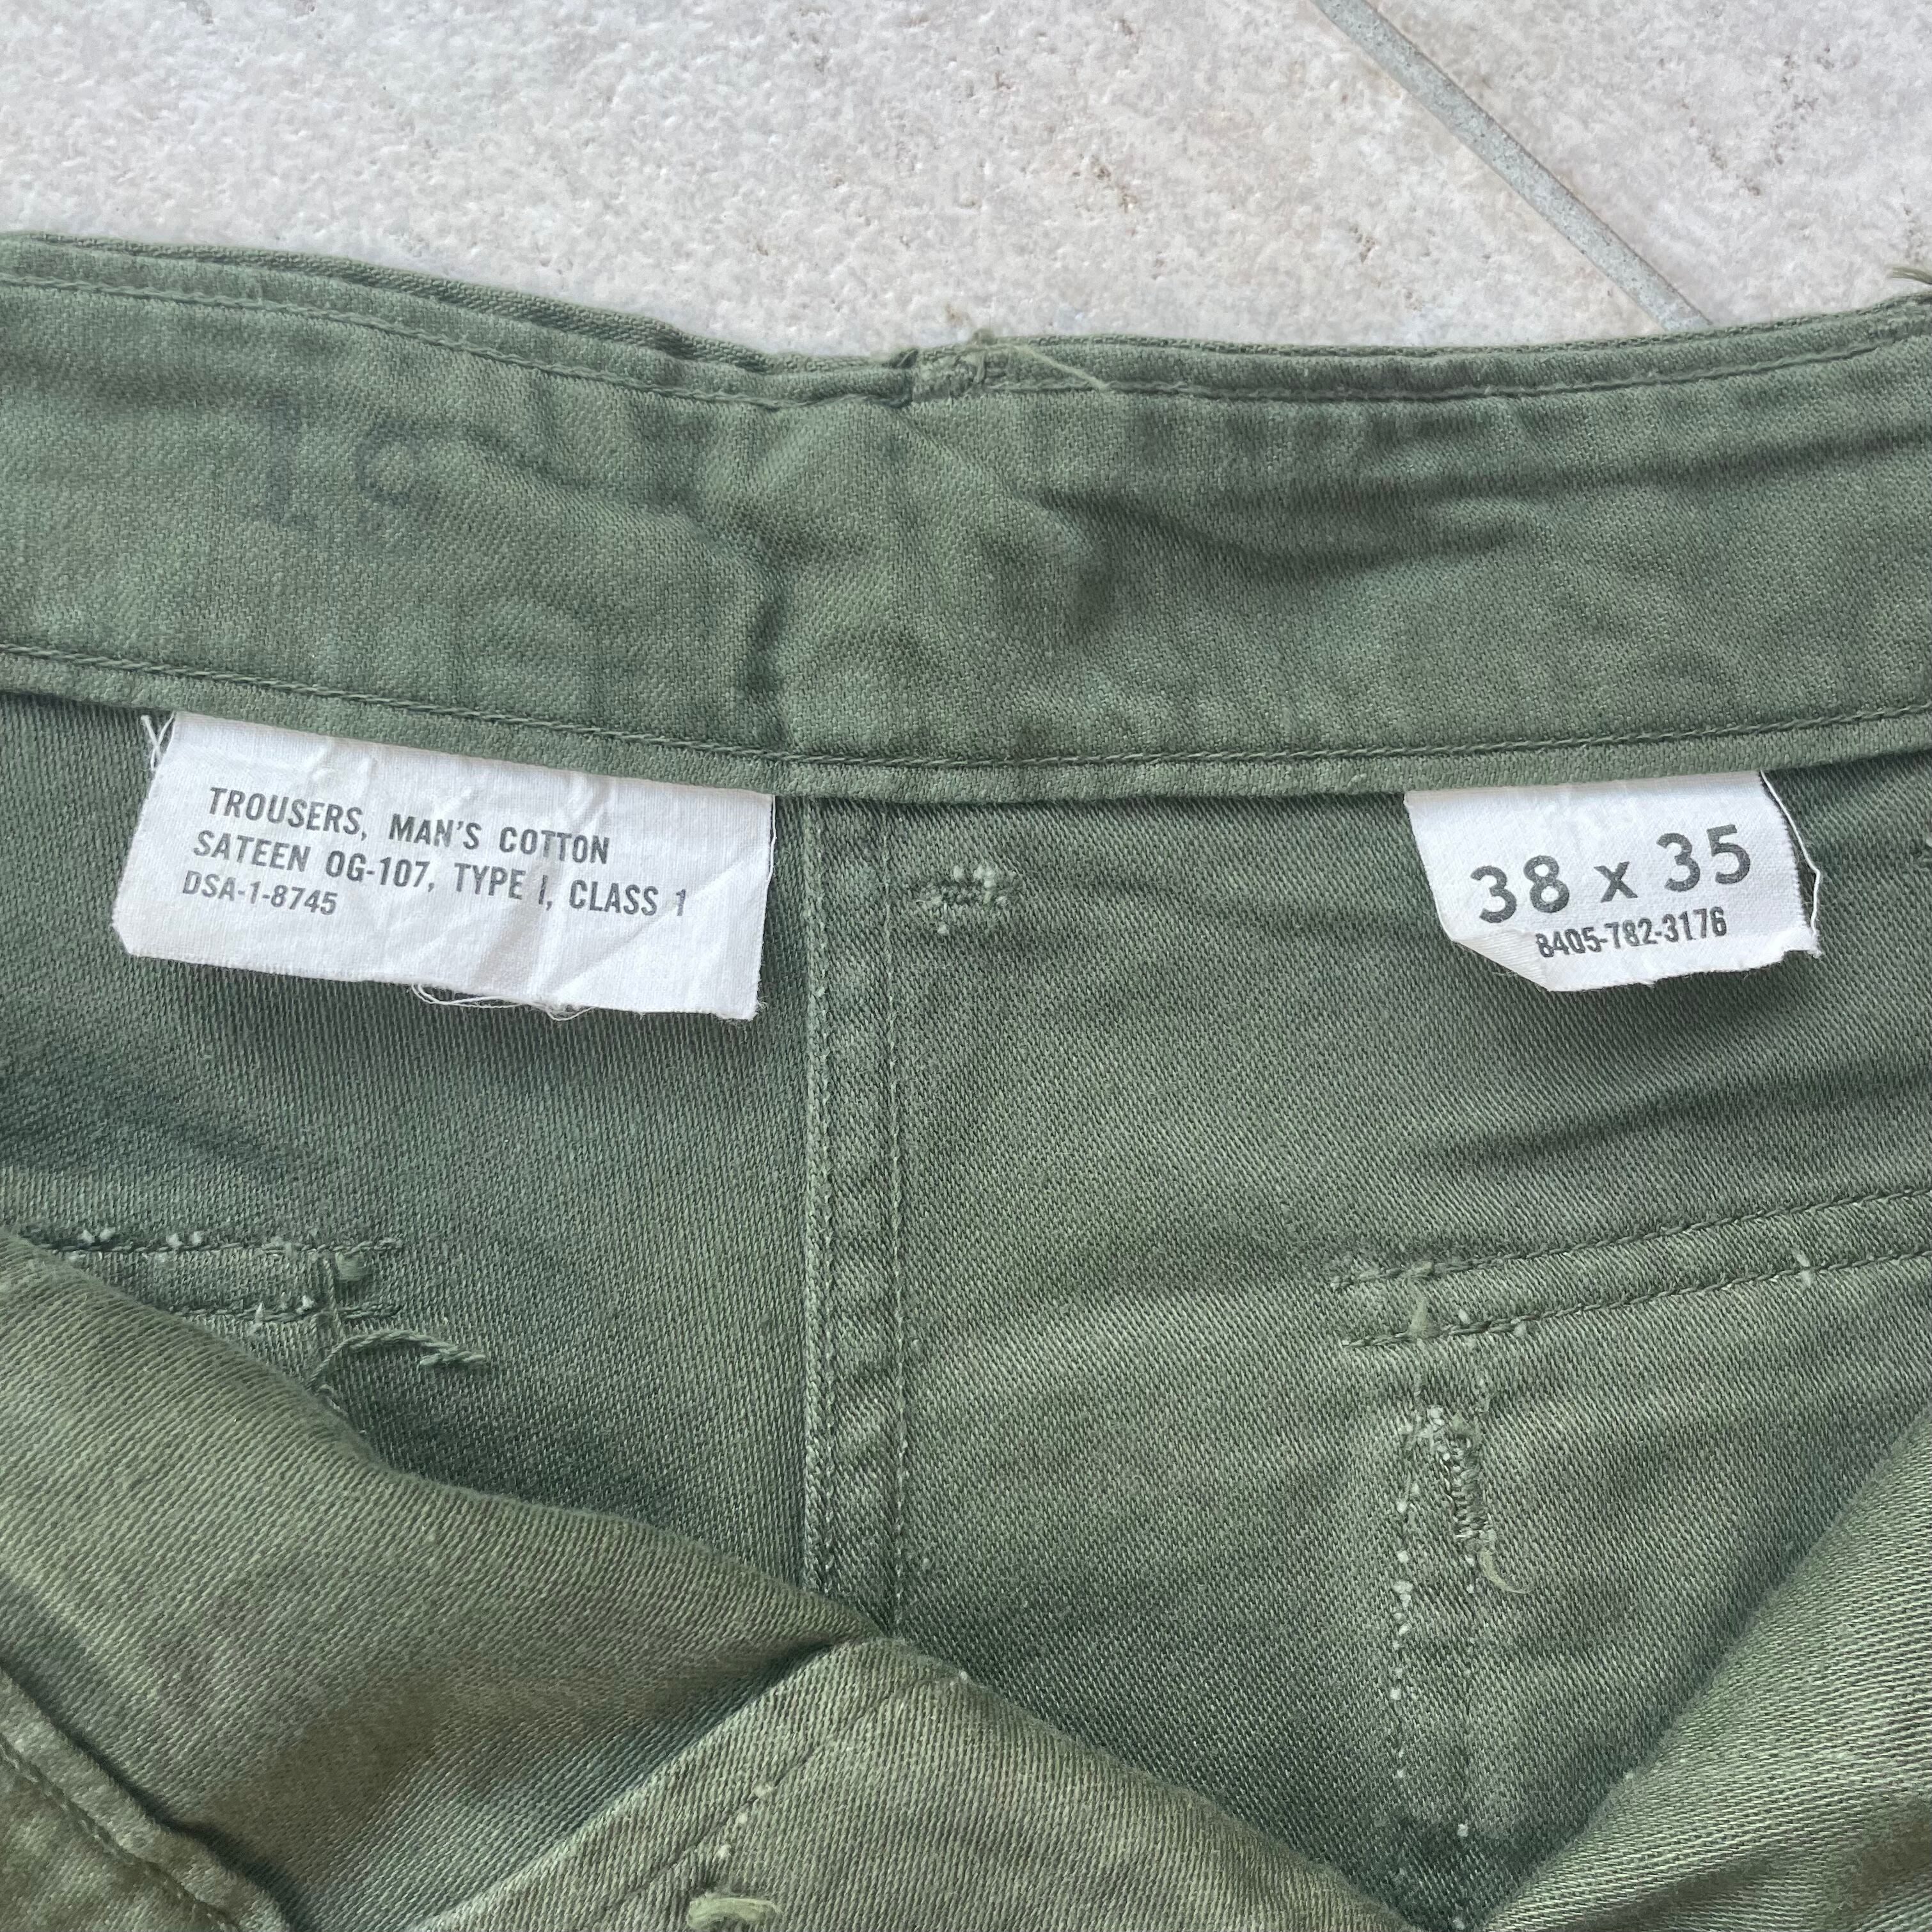 TROUSERS, MAN'S COTTON
SATEEN OG-107, TYPE I, CLASS 1
DSA-1-8745
38 x 35
8405-782-3176